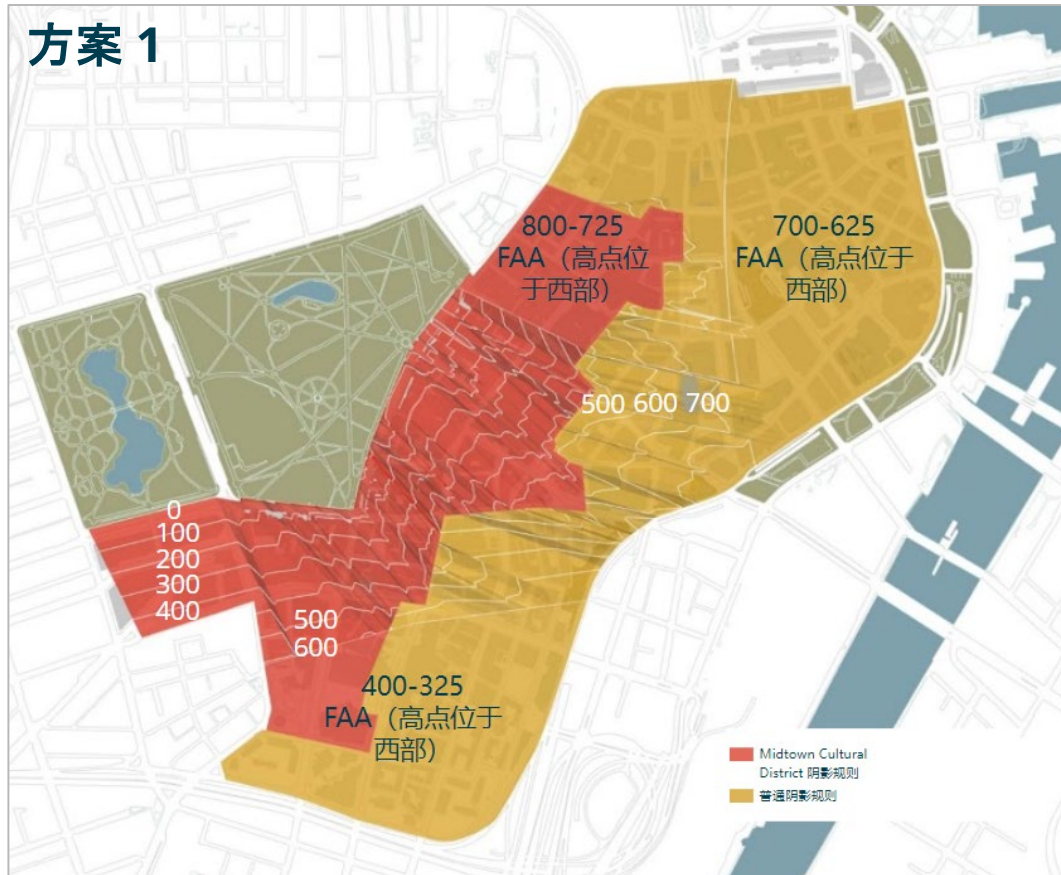 方案 1
800-725
FAA（高点位
于西部）
700-625
FAA（高点位于
西部）
500 600 700
0
100
200
300
400
500
600
400-325
FAA（高点位于
西部）
Midtown Cultural
District 阴影规则
普通阴影规则